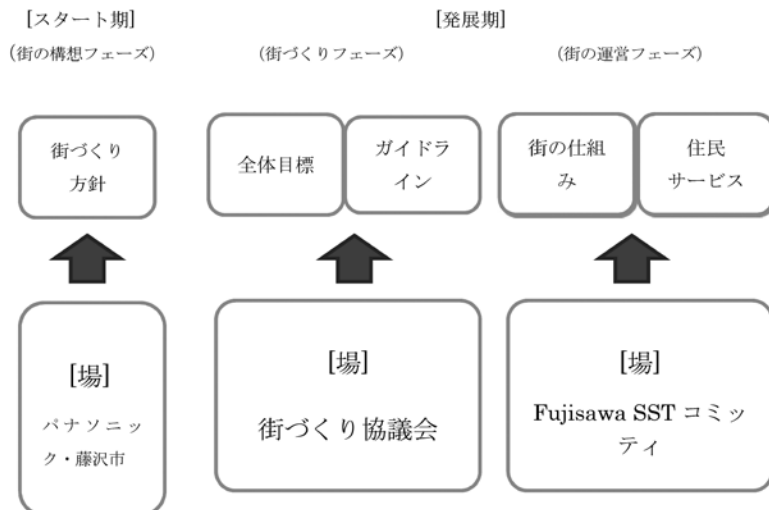 [スタート期]
[発展期]
(街の構想フェーズ)
(街づくりフェーズ)
(街の運営フェーズ)
街づくり
方針
全体目標
ガイドラ
イン
街の仕組
み
住民
サービス
[場]
パナソニッ
ク・藤沢市
[場]
街づくり協議会
[場]
Fujisawa SST コミッ
ティ